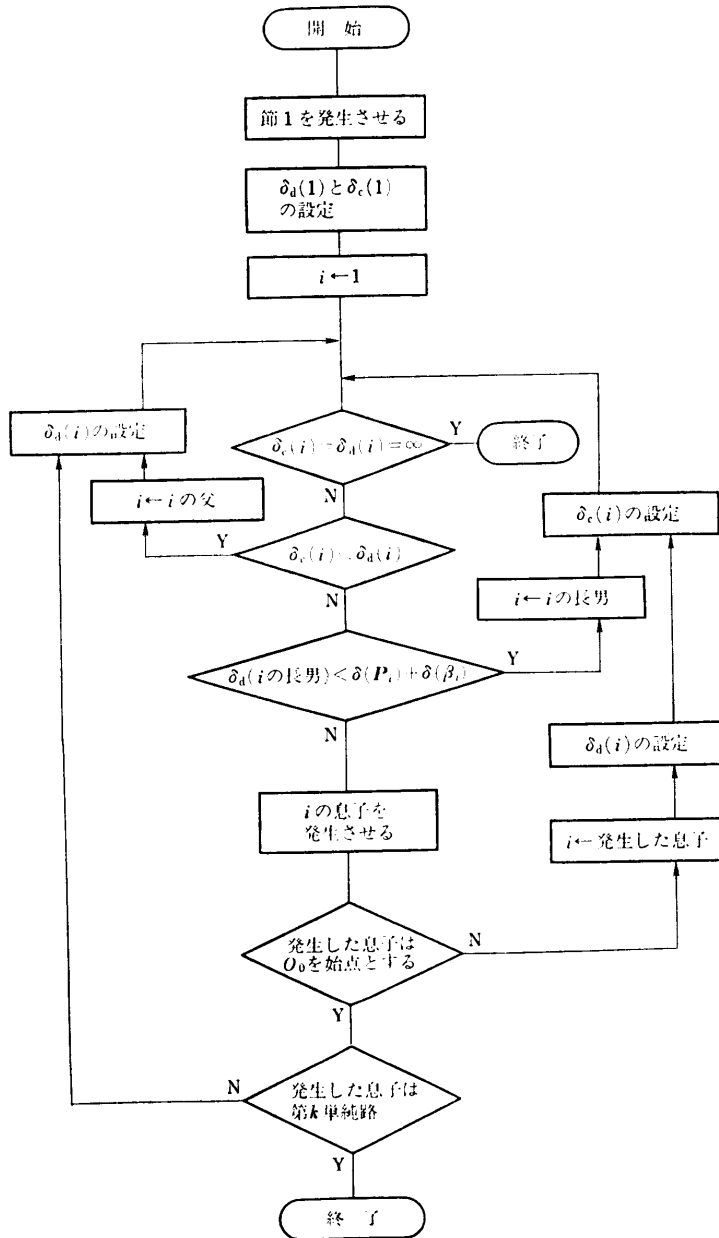 開始
節1を発生させる
δd(1)とδc(1)
の設定
i←1
δd(i)の設定
δc(i)=δd(i)=∞
Y
終了
N
i←iの父
δc(i)の設定
Y
δc(i) δd(i)
N
i←iの長男
δd(iの長男)<δ(Pi)+δ(βi)
Y
N
δd(i)の設定
iの息子を
発生させる
i←発生した息子
発生した息子は
O0を始点とする
N
Y
発生した息子は
第k単純路
N
Y
終了